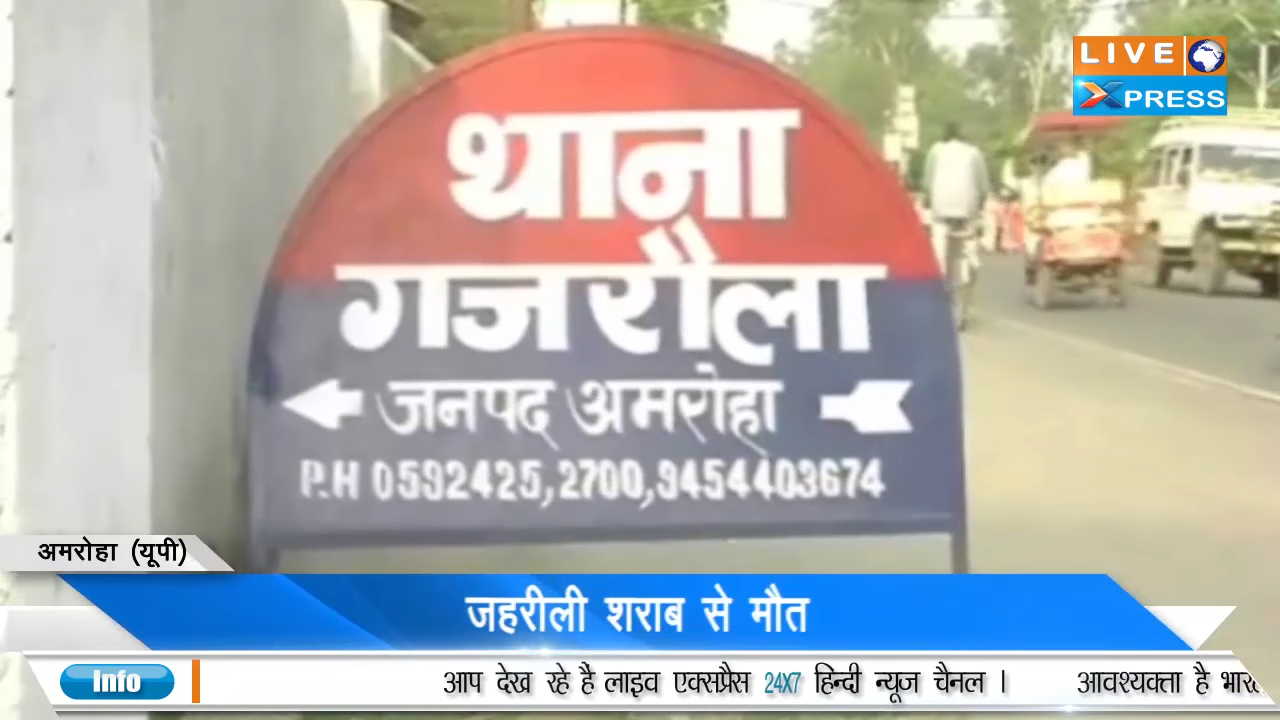 LIVE
XPRESS
थाना
गजरौला
जनपद अमरोहा
P.H 0592425,2700,9454403674
अमरोहा (यूपी)
जहरीली शराब से मौत
Info आप देख रहे हैं लाइव एक्सप्रैस 24X7 हिन्दी न्यूज चैनल । आवश्यक्ता है